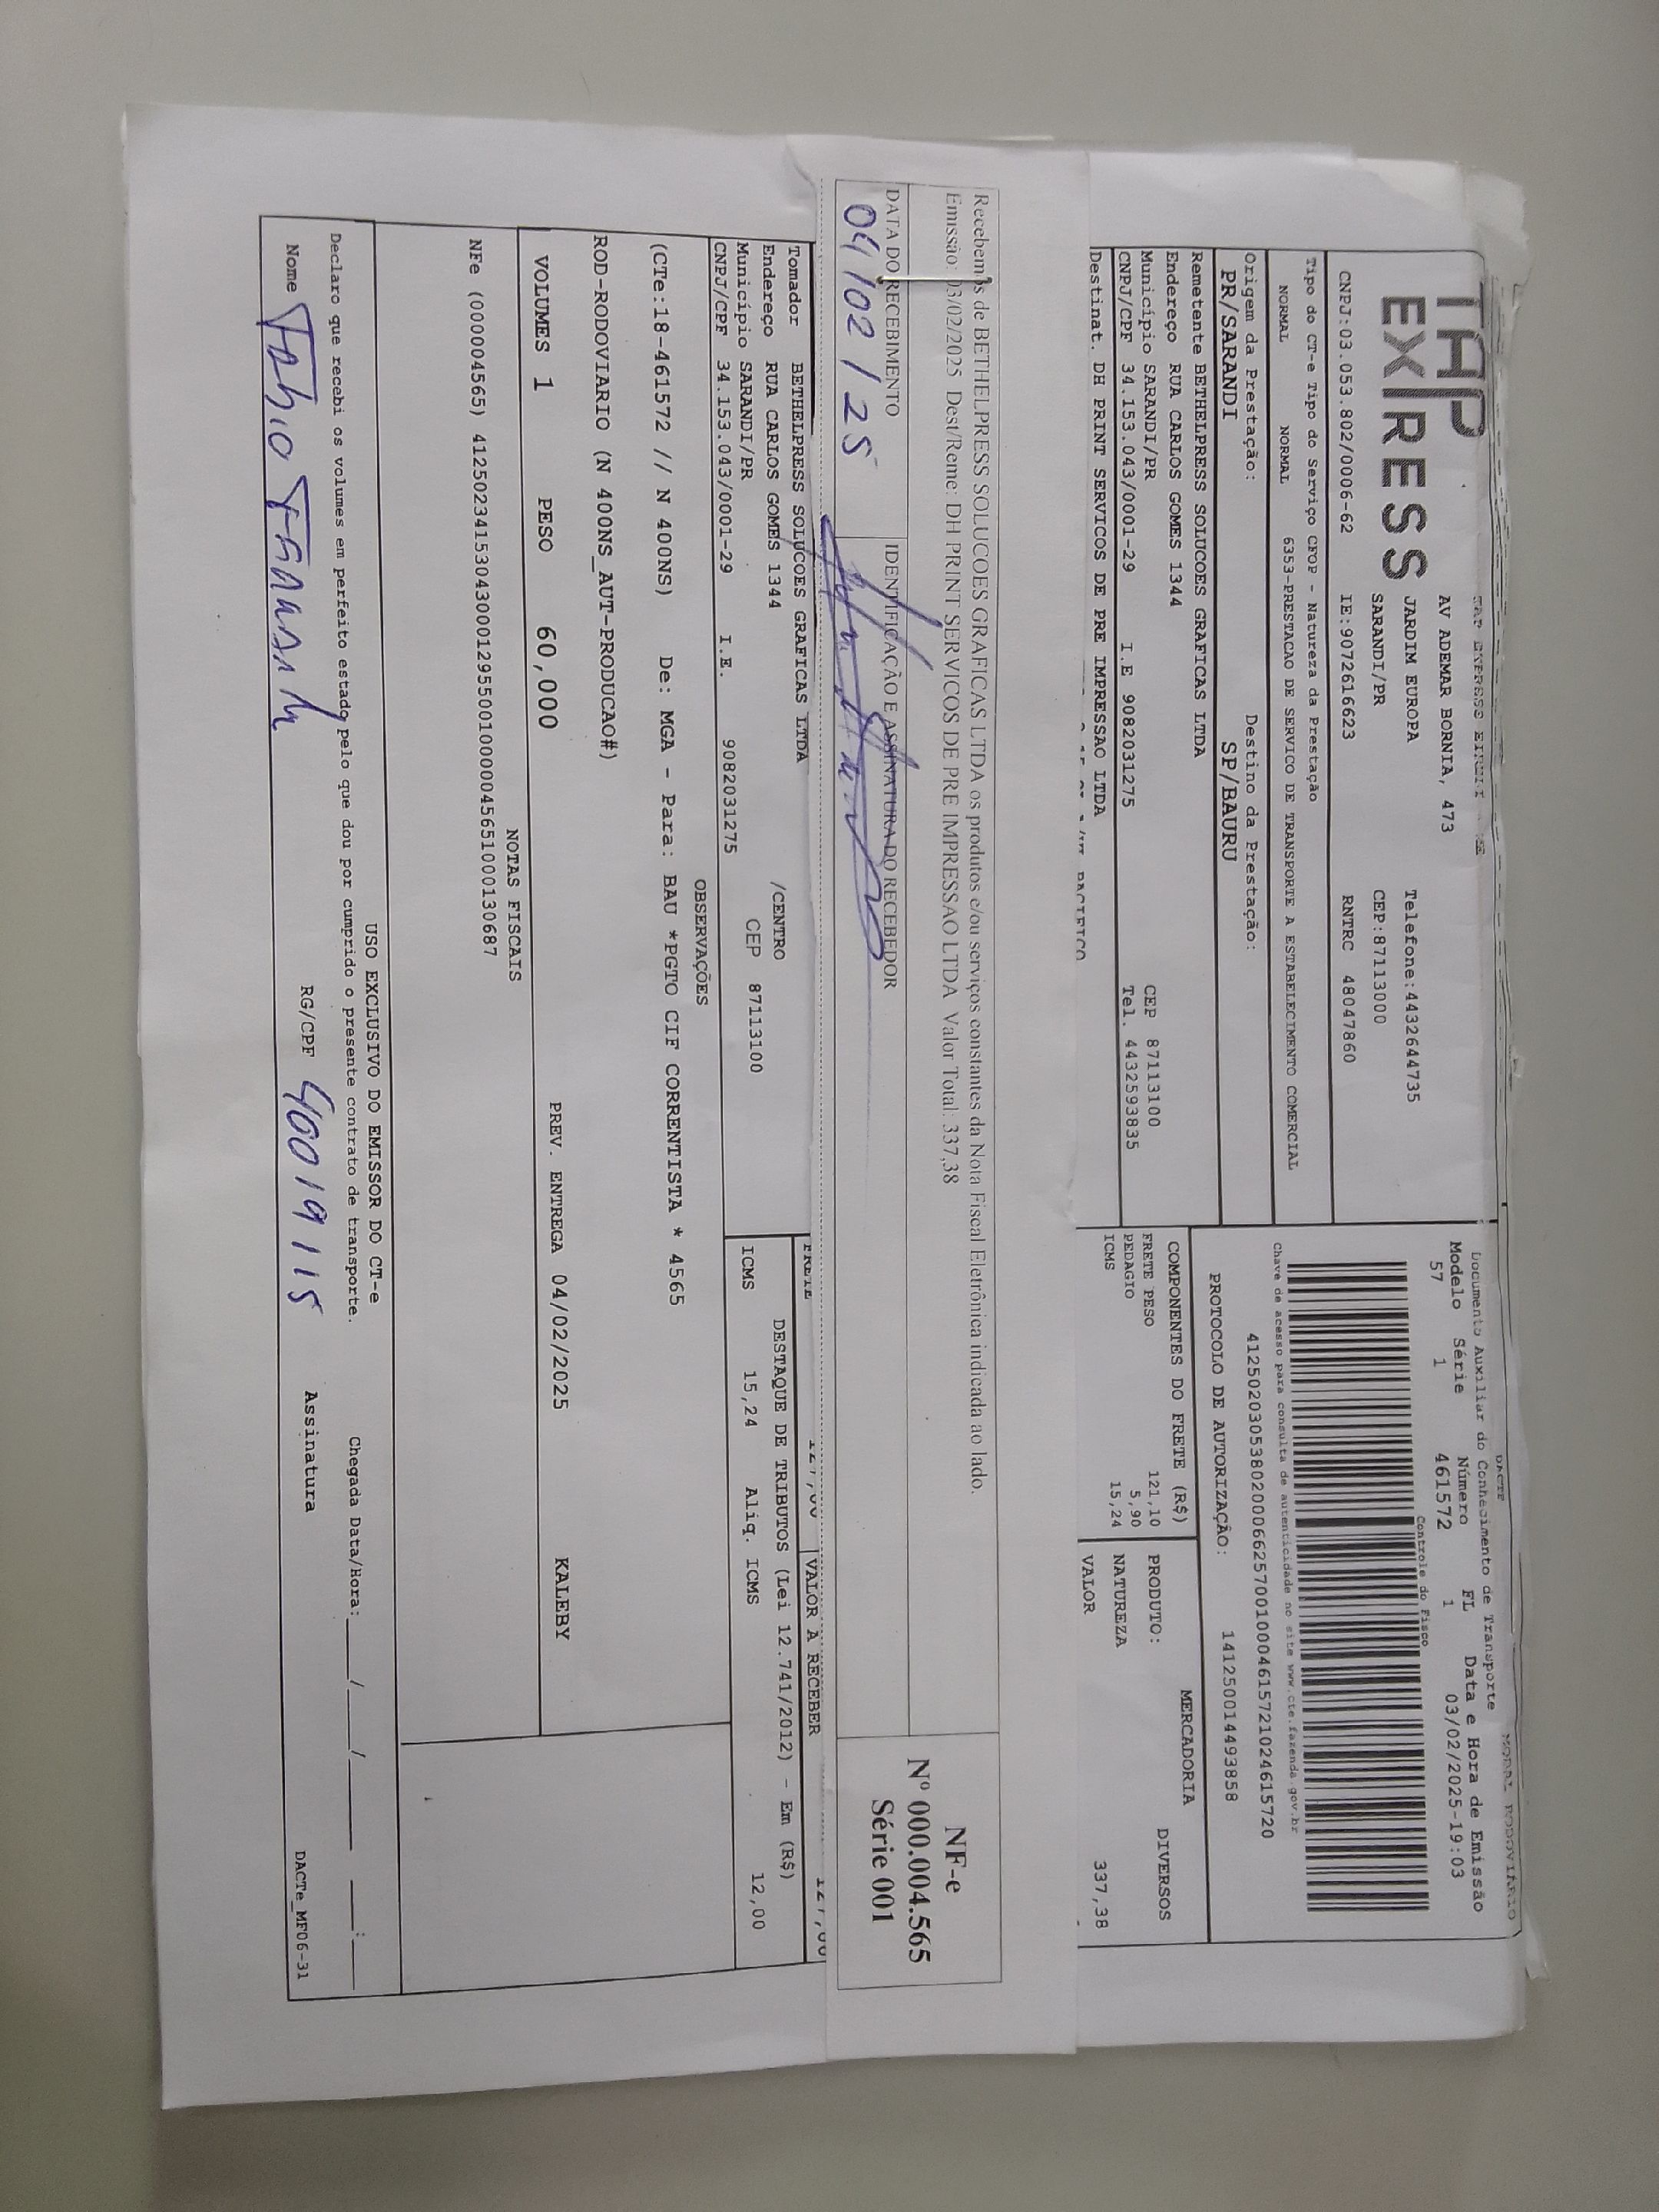 DACTE
MODAL RODOVIARIO
TAP
EXPRESS
AV ADEMAR BORNIA, 473
JARDIM EUROPA
Telefone:4432644735
SARANDI/PR
CEP:87113000
CNPJ:03.053.802/0006-62 IE:9072616623 RNTRC 48047860
Documento Auxiliar do Conhecimento de Transporte
Modelo Série Número FL Data e Hora de Emissão
57 1 461572 1 03/02/2025-19:03
Controle do Fisco
Chave de acesso para consulta de autenticidade no site www.cte.fazenda.gov.br
41250203053802000662570010004615721024615720
PROTOCOLO DE AUTORIZAÇÃO: 141250014493858
Tipo do CT-e Tipo do Serviço CFOP - Natureza da Prestação
NORMAL NORMAL 6353-PRESTACAO DE SERVICO DE TRANSPORTE A ESTABELECIMENTO COMERCIAL
Origem da Prestação: Destino da Prestação:
PR/SARANDI SP/BAURU
Remetente BETHELPRESS SOLUCOES GRAFICAS LTDA
Endereço RUA CARLOS GOMES 1344
Município SARANDI/PR CEP 87113100
CNPJ/CPF 34.153.043/0001-29 I.E 9082031275 Tel. 4432593835
Destinat. DH PRINT SERVICOS DE PRE IMPRESSAO LTDA
COMPONENTES DO FRETE (R$)
FRETE PESO 121,10
PEDAGIO 5,90
ICMS 15,24
MERCADORIA
PRODUTO: DIVERSOS
NATUREZA
VALOR 337,38
Recebemos de BETHELPRESS SOLUCOES GRAFICAS LTDA os produtos e/ou serviços constantes da Nota Fiscal Eletrônica indicada ao lado.
Emissão: 03/02/2025 Dest/Reme: DH PRINT SERVICOS DE PRE IMPRESSAO LTDA Valor Total: 337,38
DATA DO RECEBIMENTO
04/02/25
IDENTIFICAÇÃO E ASSINATURA DO RECEBEDOR
NF-e
Nº 000.004.565
Série 001
FRETE 127,00 VALOR A RECEBER 127,00
Tomador BETHELPRESS SOLUCOES GRAFICAS LTDA
Endereço RUA CARLOS GOMES 1344 /CENTRO
Município SARANDI/PR CEP 87113100
CNPJ/CPF 34.153.043/0001-29 I.E. 9082031275
DESTAQUE DE TRIBUTOS (Lei 12.741/2012) - Em (R$)
ICMS 15,24 Aliq. ICMS 12,00
OBSERVAÇÕES
(CTe:18-461572 // N 400NS) De: MGA - Para: BAU *PGTO CIF CORRENTISTA * 4565
ROD-RODOVIARIO (N 400NS_AUT-PRODUCAO#)
VOLUMES 1 PESO 60,000 PREV. ENTREGA 04/02/2025 KALEBY
NOTAS FISCAIS
NFe (000004565) 41250234153043000129550010000045651000130687
USO EXCLUSIVO DO EMISSOR DO CT-e
Declaro que recebi os volumes em perfeito estado pelo que dou por cumprido o presente contrato de transporte. Chegada Data/Hora:___/___/_____ ___:___
Nome Fabio RG/CPF 40019115 Assinatura
DACTe_MF06-31